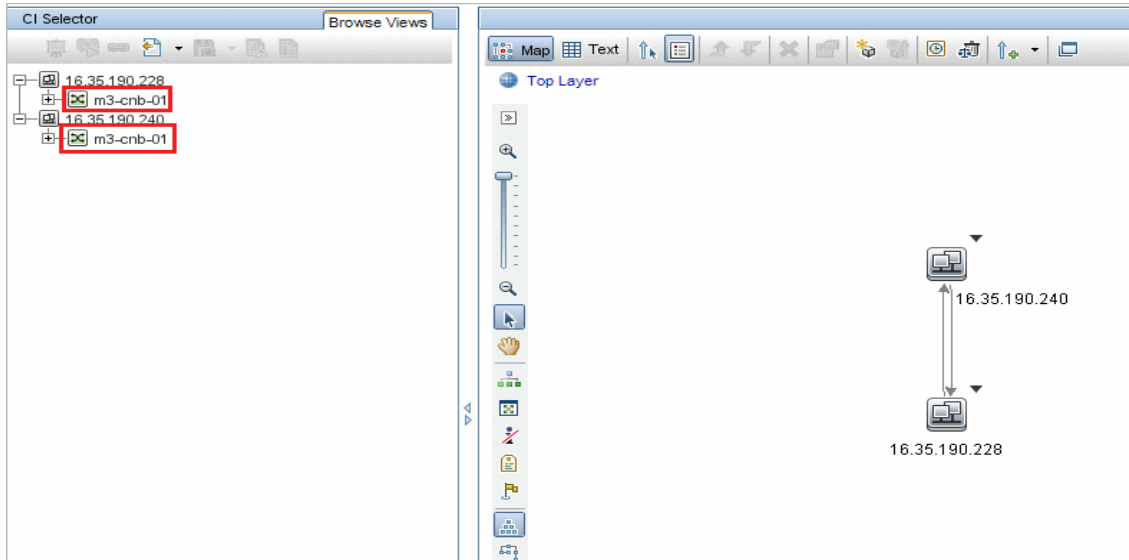 CI Selector
Browse Views
16.35.190.228
m3-cnb-01
16.35.190.240
m3-cnb-01
Map
Text
Top Layer
16.35.190.240
16.35.190.228